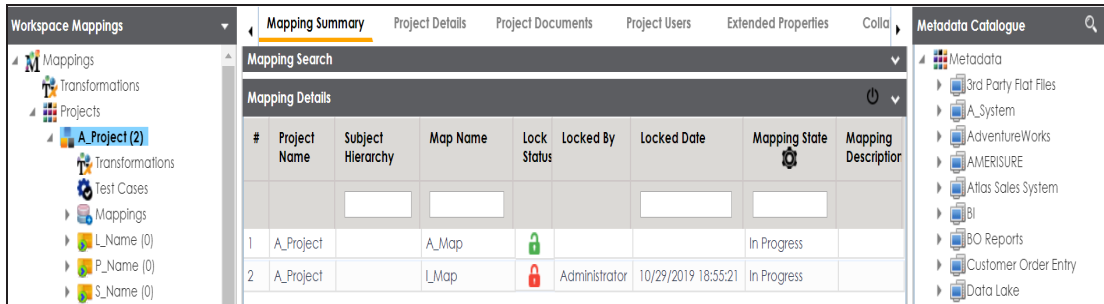 Workspace Mappings
Mappings
Transformations
Projects
A_Project (2)
Transformations
Test Cases
Mappings
L_Name (0)
P_Name (0)
S_Name (0)
Mapping Summary Project Details Project Documents Project Users Extended Properties Colla
Mapping Search
Mapping Details
# Project Name Subject Hierarchy Map Name Lock Status Locked By Locked Date Mapping State Mapping Description
1 A_Project A_Map In Progress
2 A_Project I_Map Administrator 10/29/2019 18:55:21 In Progress
Metadata Catalogue
Metadata
3rd Party Flat Files
A_System
AdventureWorks
AMERISURE
Atlas Sales System
BI
BO Reports
Customer Order Entry
Data Lake